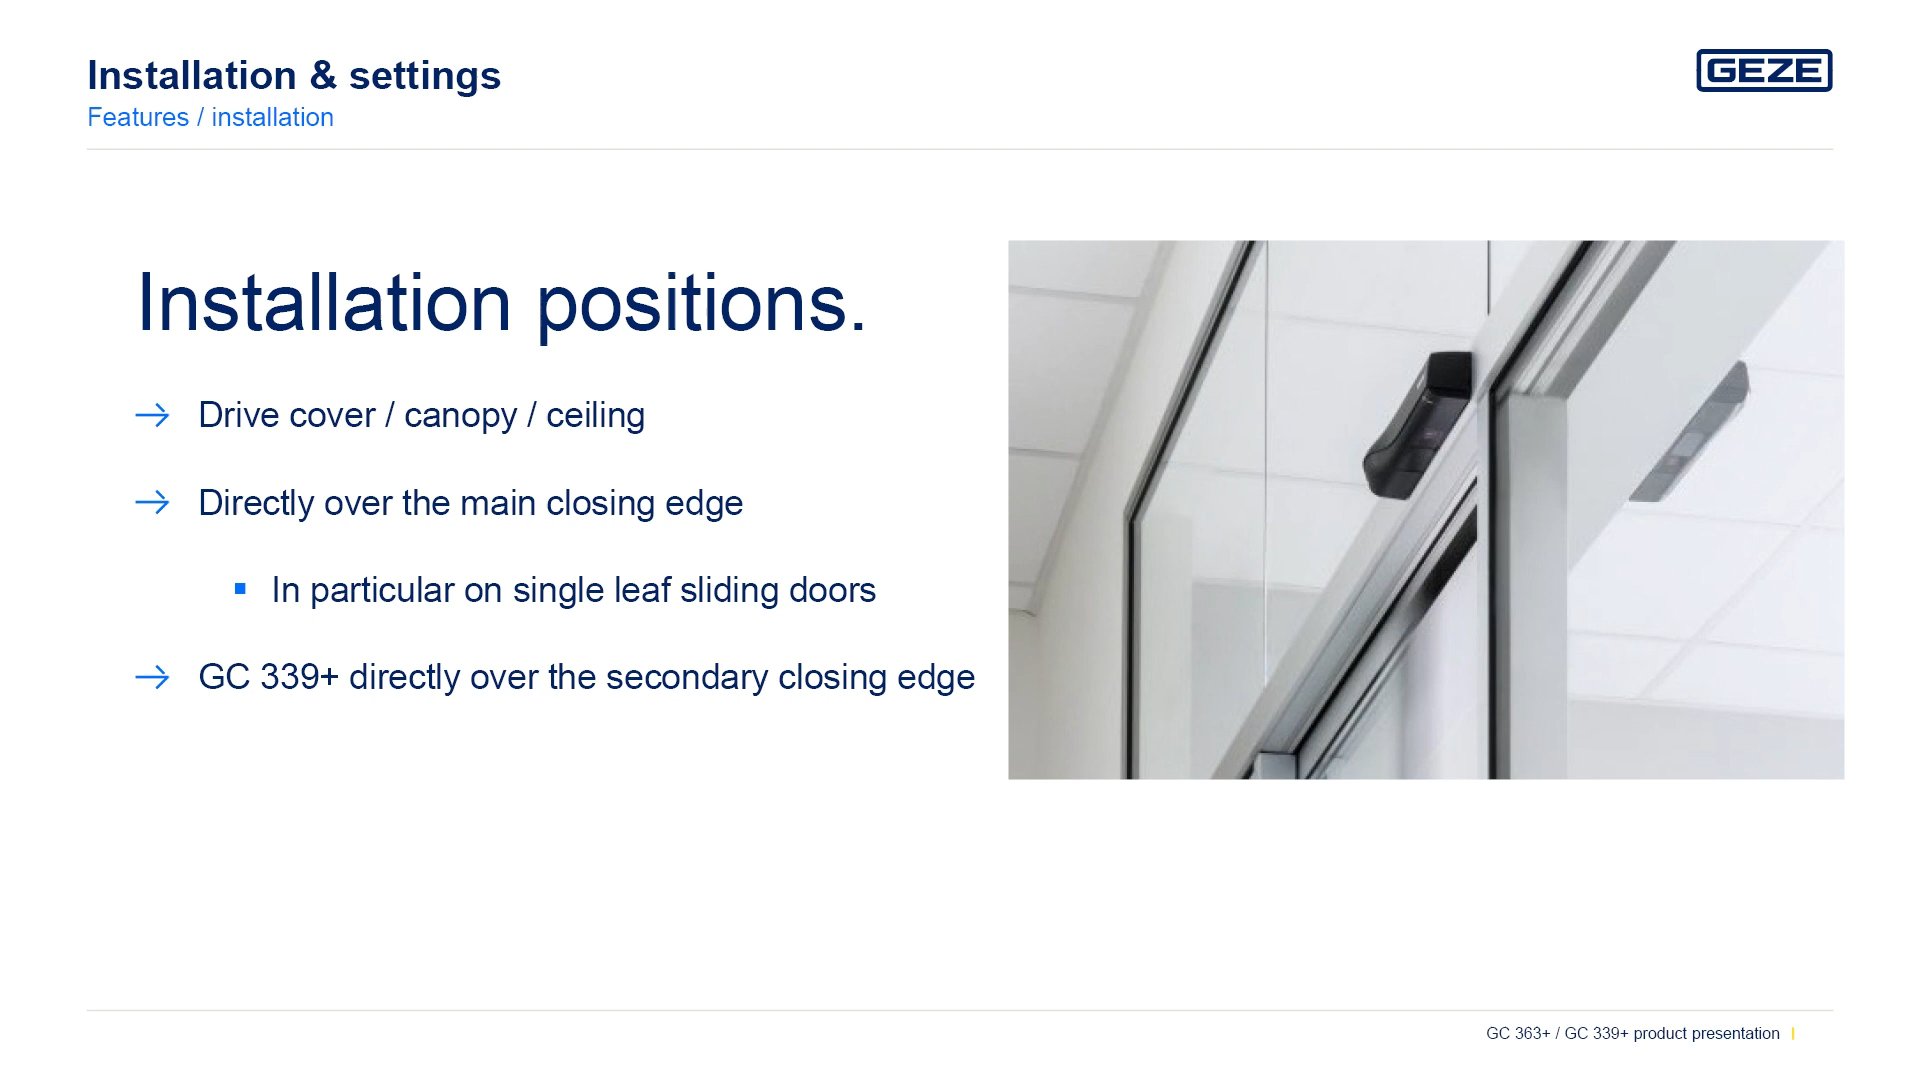 Installation & settings
Features / installation
GEZE
Installation positions.
→ Drive cover / canopy / ceiling
→ Directly over the main closing edge
▪ In particular on single leaf sliding doors
→ GC 339+ directly over the secondary closing edge
GC 363+ / GC 339+ product presentation